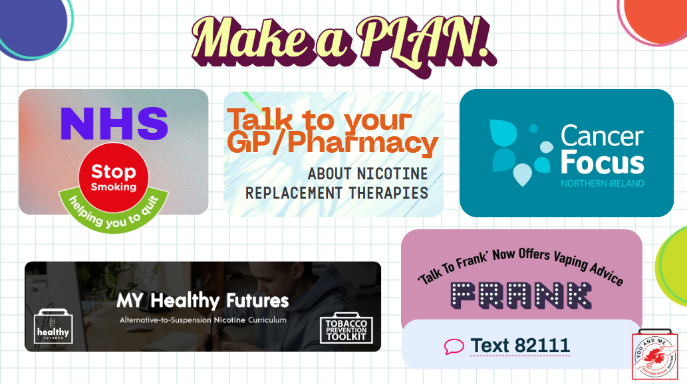 Make a PLAN.
NHS
Stop
Smoking
helping you to quit
Talk to your
GP/Pharmacy
ABOUT NICOTINE
REPLACEMENT THERAPIES
Cancer
Focus
NORTHERN IRELAND
MY Healthy Futures
Alternative-to-Suspension Nicotine Curriculum
healthy
futures
TOBACCO
PREVENTION
TOOLKIT
'Talk To Frank' Now Offers Vaping Advice
FRANK
Text 82111
YOU AND ME